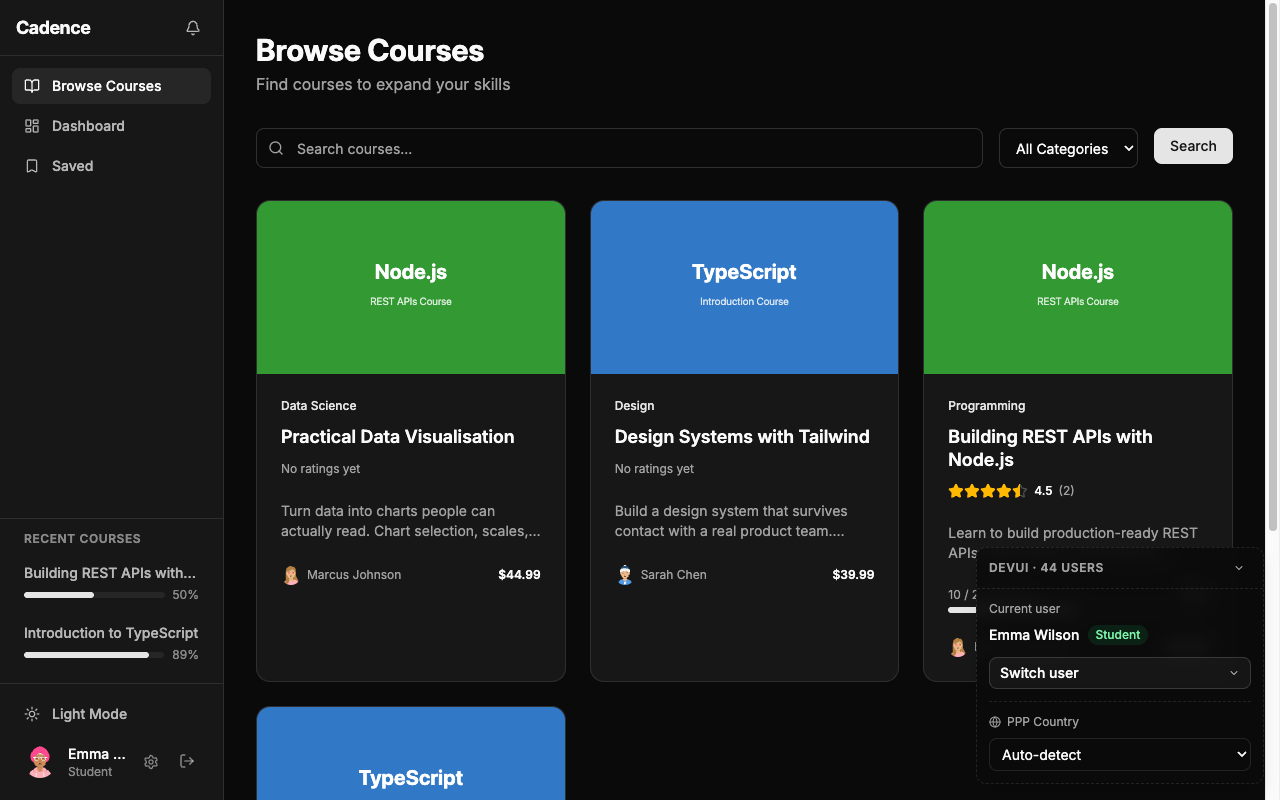 Cadence
Browse Courses
Dashboard
Saved
RECENT COURSES
Building REST APIs with...
50%
Introduction to TypeScript
89%
Light Mode
Emma ...
Student
Browse Courses
Find courses to expand your skills
Search courses...
All Categories
Search
Node.js
REST APIs Course
Data Science
Practical Data Visualisation
No ratings yet
Turn data into charts people can
actually read. Chart selection, scales,...
Marcus Johnson
$44.99
TypeScript
Introduction Course
Design
Design Systems with Tailwind
No ratings yet
Build a design system that survives
contact with a real product team....
Sarah Chen
$39.99
Node.js
REST APIs Course
Programming
Building REST APIs with
Node.js
4.5 (2)
Learn to build production-ready REST
APIs
10 /
TypeScript
DEVUI · 44 USERS
Current user
Emma Wilson
Student
Switch user
PPP Country
Auto-detect